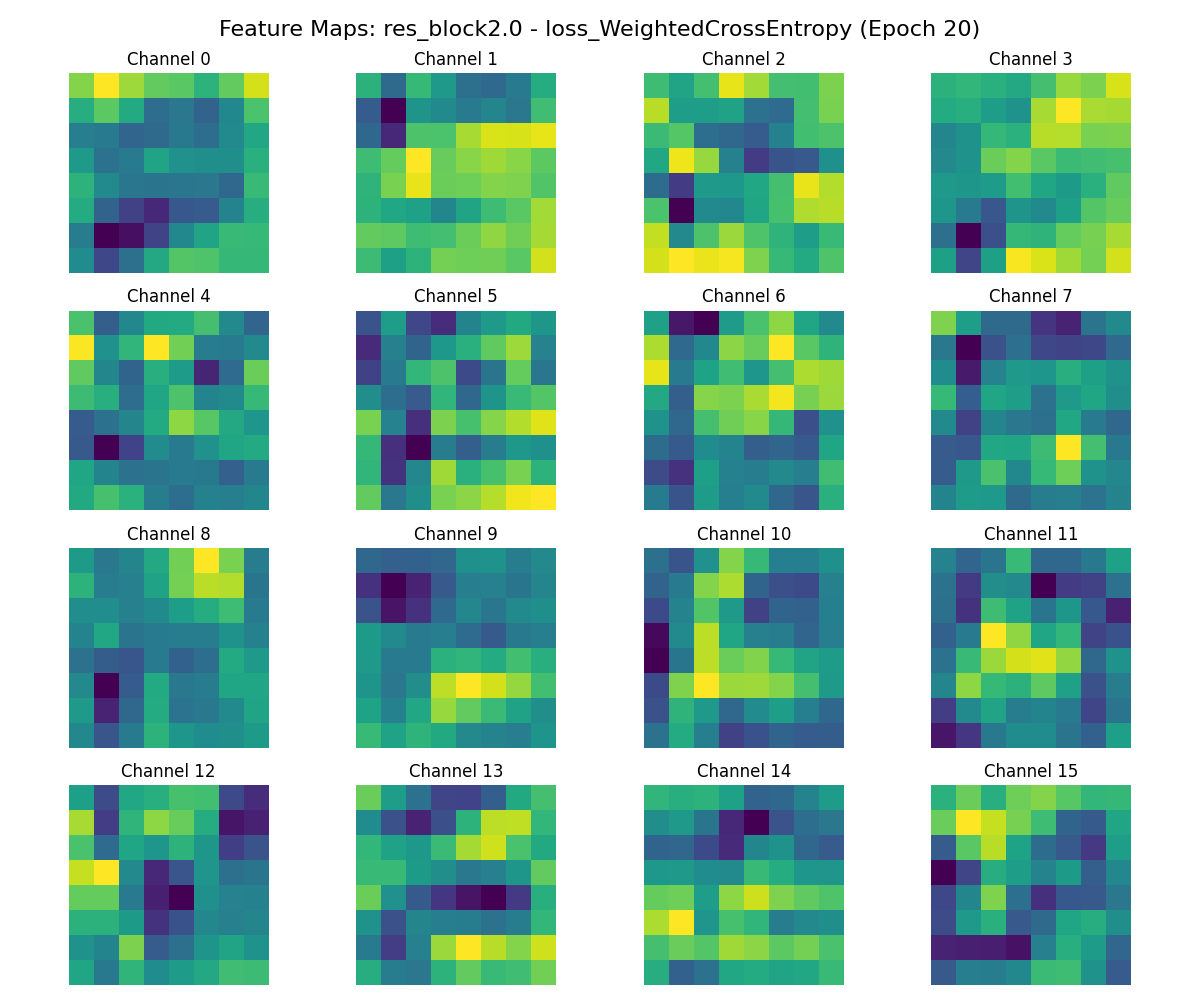 Feature Maps: res_block2.0 - loss_WeightedCrossEntropy (Epoch 20)
Channel 0
Channel 1
Channel 2
Channel 3
Channel 4
Channel 5
Channel 6
Channel 7
Channel 8
Channel 9
Channel 10
Channel 11
Channel 12
Channel 13
Channel 14
Channel 15